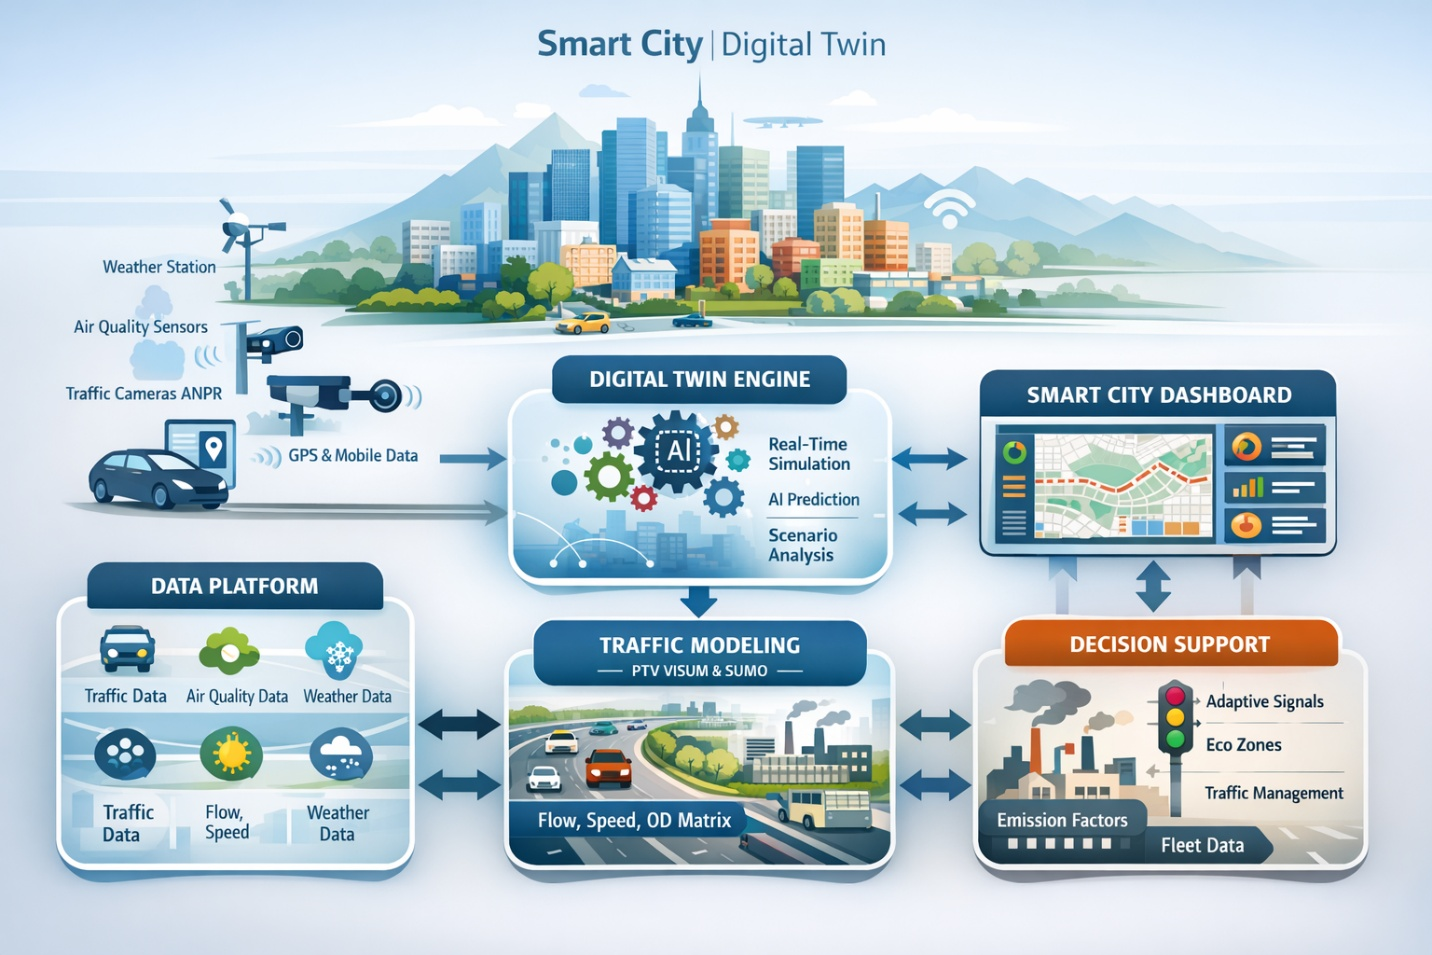 Smart City | Digital Twin
Weather Station
Air Quality Sensors
Traffic Cameras ANPR
GPS & Mobile Data
DIGITAL TWIN ENGINE
AI
Real-Time
Simulation
AI Prediction
Scenario
Analysis
SMART CITY DASHBOARD
DATA PLATFORM
Traffic Data
Air Quality Data
Weather Data
Traffic
Data
Flow,
Speed
Weather
Data
TRAFFIC MODELING
PTV VISUM & SUMO
Flow, Speed, OD Matrix
DECISION SUPPORT
Adaptive Signals
Eco Zones
Traffic Management
Emission Factors
Fleet Data